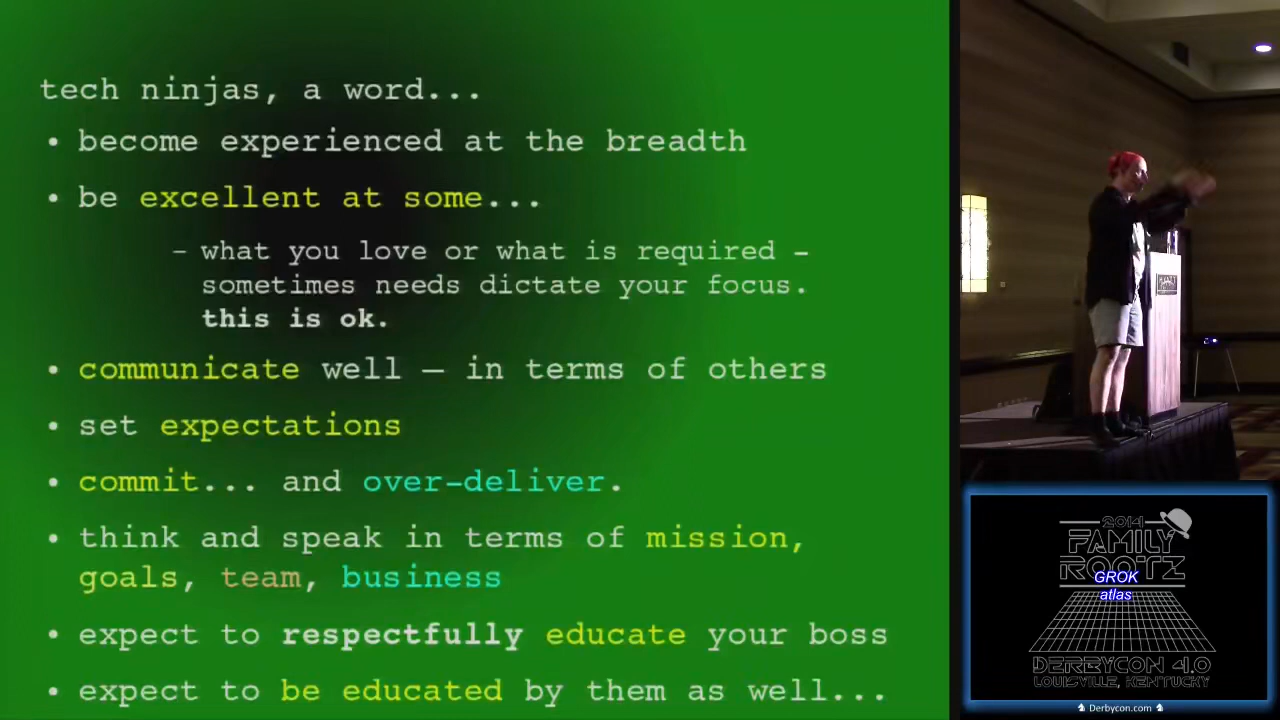 tech ninjas, a word...
• become experienced at the breadth
• be excellent at some...
– what you love or what is required –
sometimes needs dictate your focus.
this is ok.
• communicate well — in terms of others
• set expectations
• commit... and over-deliver.
• think and speak in terms of mission,
goals, team, business
• expect to respectfully educate your boss
• expect to be educated by them as well...
2014
FAMILY
ROOTZ
GROK
atlas
DERBYCON 4.0
LOUISVILLE, KENTUCKY
Derbycon.com